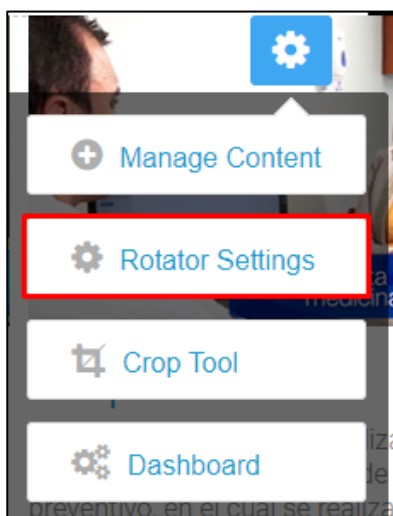 Manage Content
Rotator Settings
medicina
Crop Tool
Dashboard
preventivo, en el cual se realiza